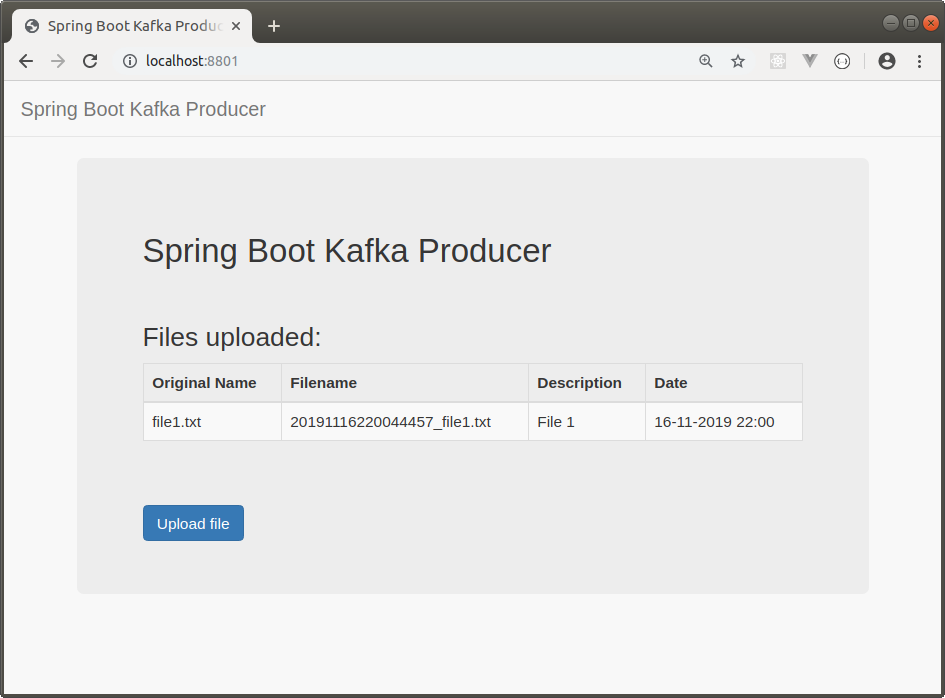 Spring Boot Kafka Produc
localhost:8801
Spring Boot Kafka Producer
Spring Boot Kafka Producer
Files uploaded:
Original Name Filename Description Date
file1.txt 20191116220044457_file1.txt File 1 16-11-2019 22:00
Upload file